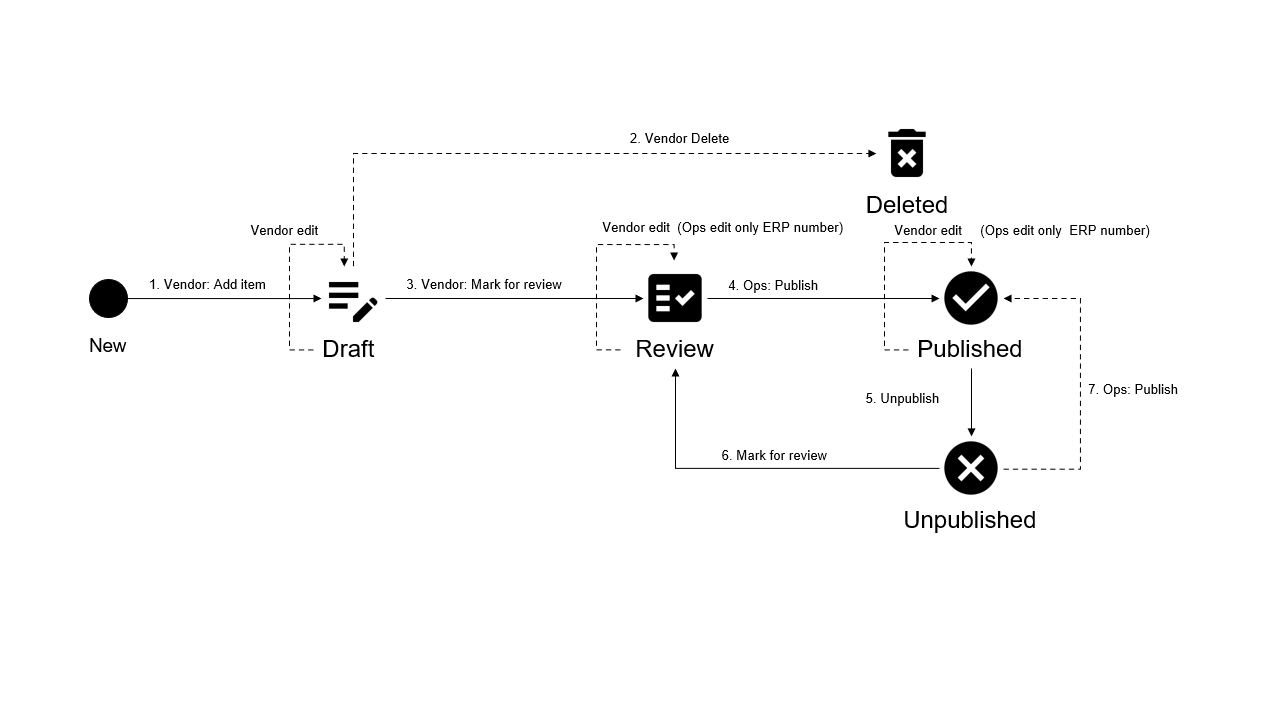 2. Vendor Delete
Deleted
Vendor edit
Vendor edit (Ops edit only ERP number)
Vendor edit (Ops edit only ERP number)
1. Vendor: Add item
3. Vendor: Mark for review
4. Ops: Publish
New
Draft
Review
Published
5. Unpublish
7. Ops: Publish
6. Mark for review
Unpublished